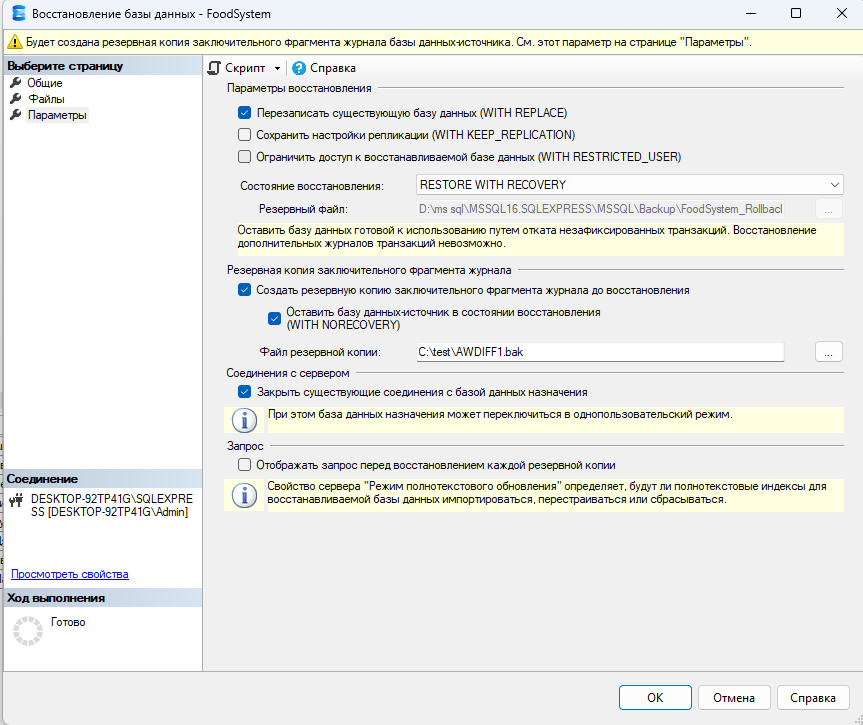 Восстановление базы данных - FoodSystem
Будет создана резервная копия заключительного фрагмента журнала базы данных-источника. См. этот параметр на странице "Параметры".
Выберите страницу
Общие
Файлы
Параметры
Скрипт
Справка
Параметры восстановления
Перезаписать существующую базу данных (WITH REPLACE)
Сохранить настройки репликации (WITH KEEP_REPLICATION)
Ограничить доступ к восстанавливаемой базе данных (WITH RESTRICTED_USER)
Состояние восстановления:
RESTORE WITH RECOVERY
Резервный файл:
D:\ms sql\MSSQL16.SQLEXPRESS\MSSQL\Backup\FoodSystem_Rollbacl
...
Оставить базу данных готовой к использованию путем отката незафиксированных транзакций. Восстановление
дополнительных журналов транзакций невозможно.
Резервная копия заключительного фрагмента журнала
Создать резервную копию заключительного фрагмента журнала до восстановления
Оставить базу данных-источник в состоянии восстановления
(WITH NORECOVERY)
Файл резервной копии:
C:\test\AWDIFF1.bak
...
Соединения с сервером
Закрыть существующие соединения с базой данных назначения
При этом база данных назначения может переключиться в однопользовательский режим.
Запрос
Отображать запрос перед восстановлением каждой резервной копии
Свойство сервера "Режим полнотекстового обновления" определяет, будут ли полнотекстовые индексы для
восстанавливаемой базы данных импортироваться, перестраиваться или сбрасываться.
Соединение
DESKTOP-92TP41G\SQLEXPRE
SS [DESKTOP-92TP41G\Admin]
Просмотреть свойства
Ход выполнения
Готово
OK
Отмена
Справка